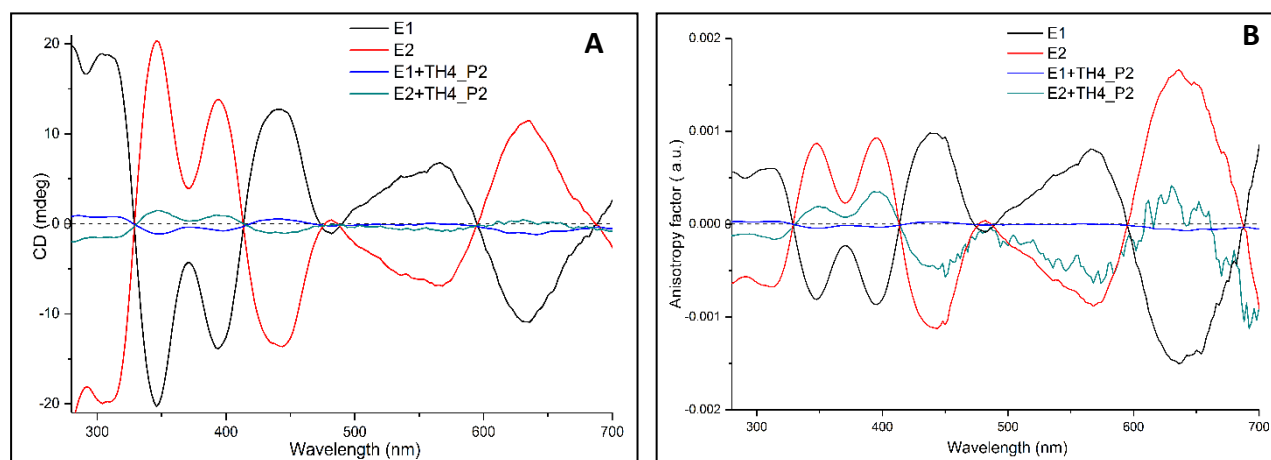 A
E1
E2
E1+TH4_P2
E2+TH4_P2
20
10
0
-0
-10
-20
CD (mdeg)
300
400
500
600
700
Wavelength (nm)
B
E1
E2
E1+TH4_P2
E2+TH4_P2
0.002
0.001
0.000
-0.001
-0.002
Anisotropy factor ( a.u.)
300
400
500
600
700
Wavelength (nm)